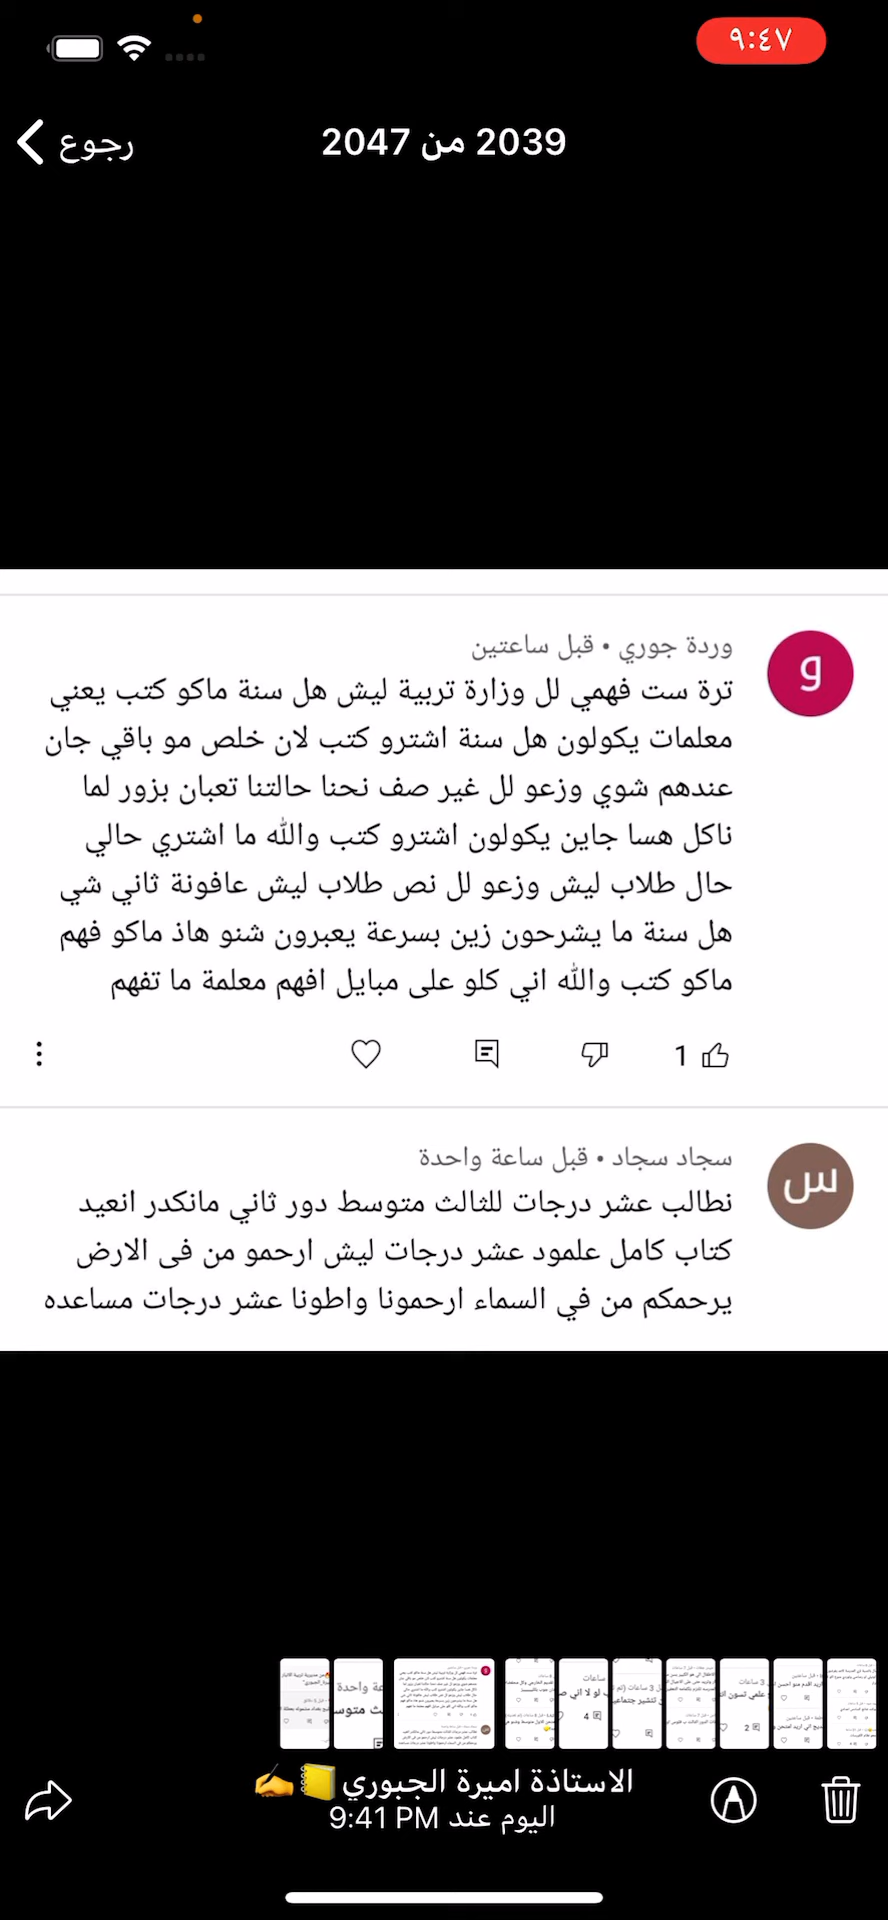 ٩:٤٧
رجوع
2039 من 2047
وردة جوري • قبل ساعتين
و
ترة ست فهمي لل وزارة تربية ليش هل سنة ماكو كتب يعني
معلمات يكولون هل سنة اشترو كتب لان خلص مو باقي جان
عندهم شوي وزعو لل غير صف نحنا حالتنا تعبان بزور لما
ناكل هسا جاين يكولون اشترو كتب والله ما اشتري حالي
حال طلاب ليش وزعو لل نص طلاب ليش عافونة ثاني شي
هل سنة ما يشرحون زين بسرعة يعبرون شنو هاذ ماكو فهم
ماكو كتب والله اني كلو على مبايل افهم معلمة ما تفهم
1
سجاد سجاد • قبل ساعة واحدة
س
نطالب عشر درجات للثالث متوسط دور ثاني مانكدر انعيد
كتاب كامل علمود عشر درجات ليش ارحمو من فى الارض
يرحمكم من في السماء ارحمونا واطونا عشر درجات مساعده
الاستاذة اميرة الجبوري📒✍️
اليوم عند 9:41 PM